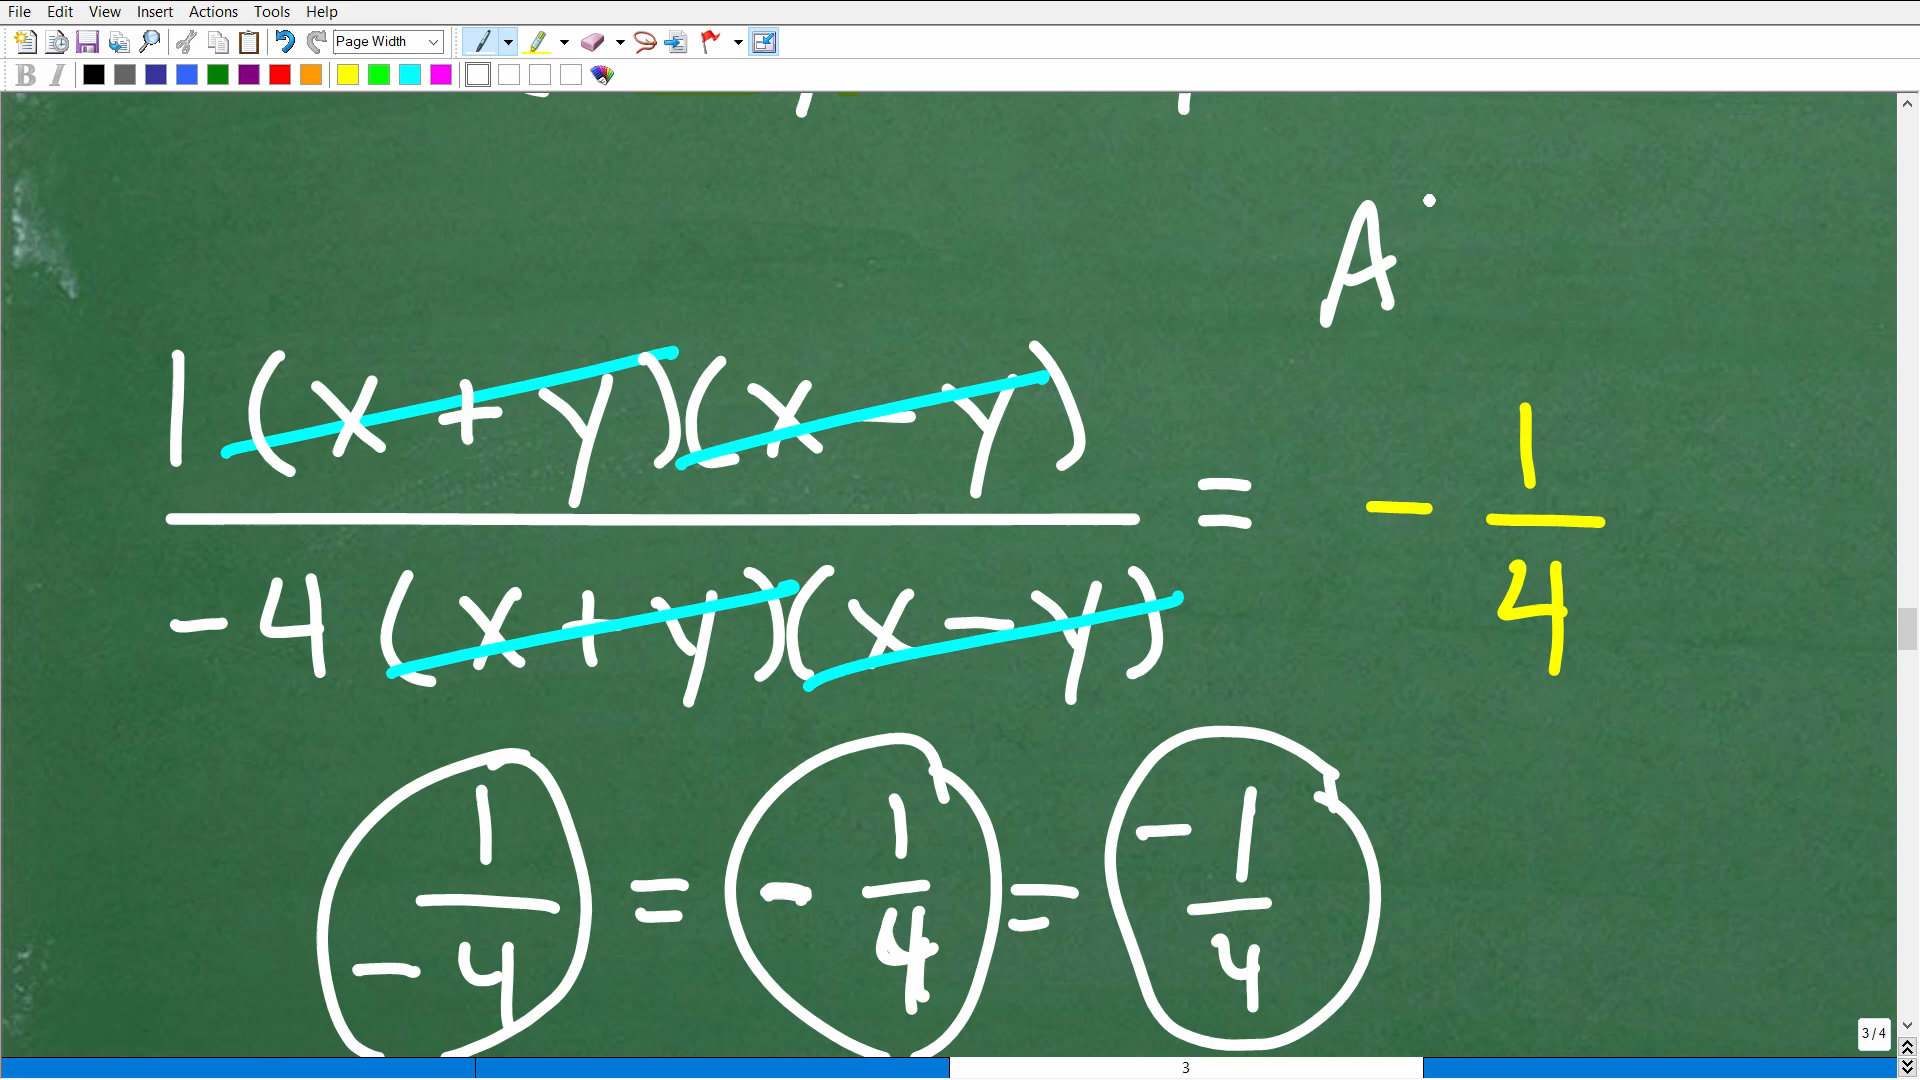 File Edit View Insert Actions Tools Help
Page Width
B I
A
1 (x + y)(x - y)
= - 1
4
- 4 (x + y)(x - y)
1
- 4
= - 1
4
= - 1
4
3 / 4
3